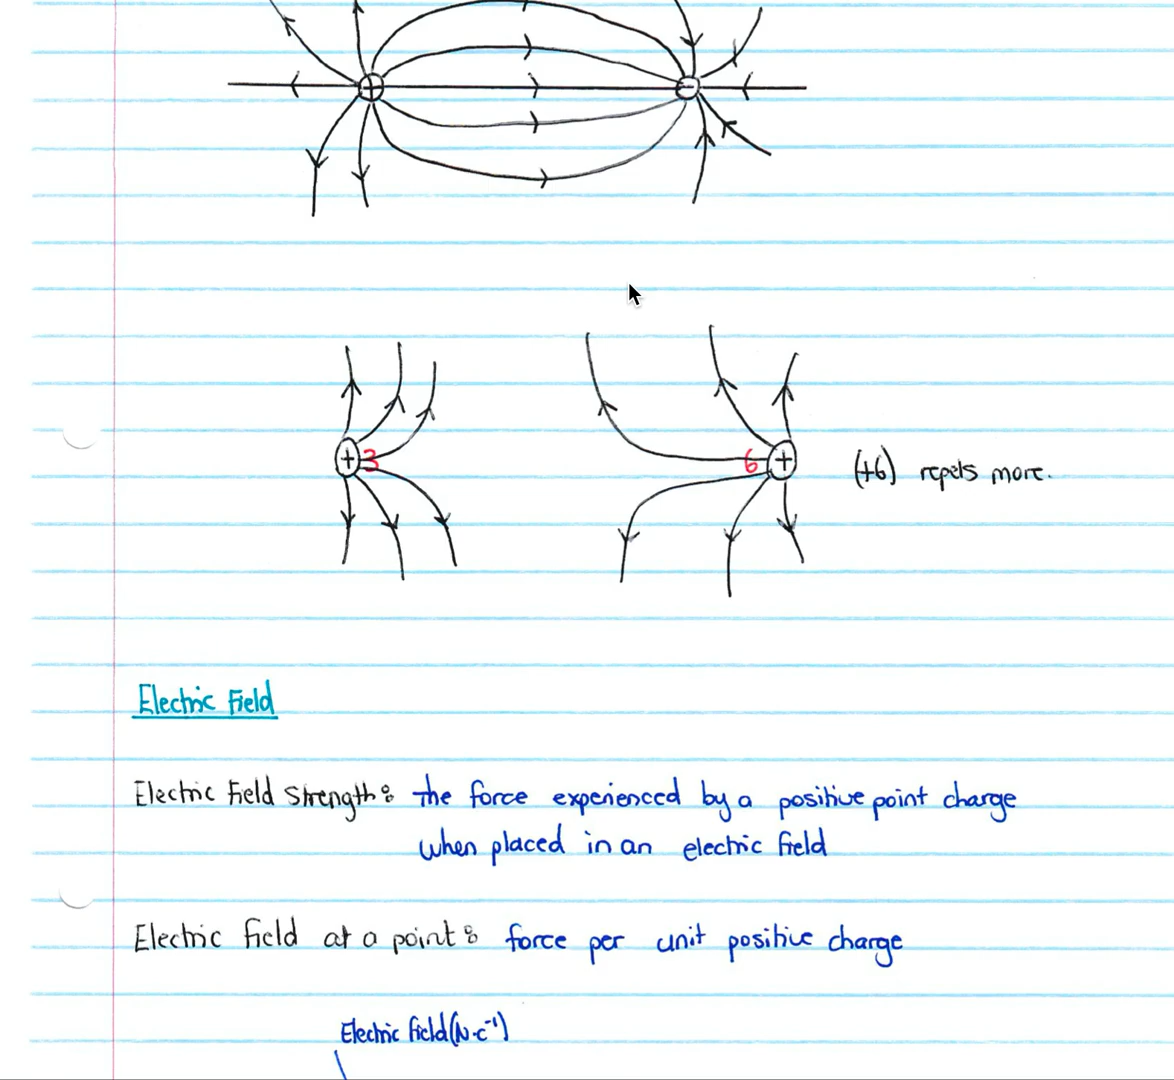 + -
+ 3 6 + (+6) repels more.
Electric Field
Electric Field Strength: the force experienced by a positive point charge
when placed in an electric field
Electric field at a point: force per unit positive charge
Electric field (N·C⁻¹)